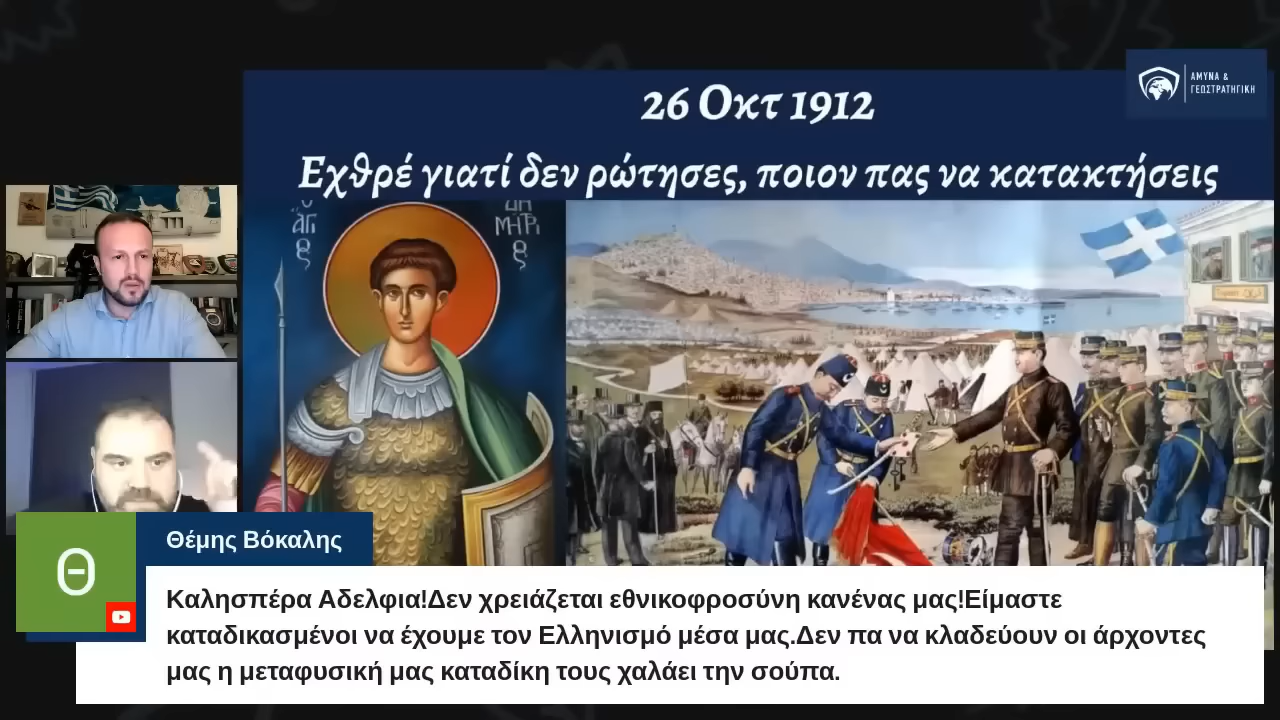 26 Οκτ 1912
Εχθρέ γιατί δεν ρώτησες, ποιον πας να κατακτήσεις
ΑΜΥΝΑ &
ΓΕΩΣΤΡΑΤΗΓΙΚΗ
Θ
Θέμης Βόκαλης
Καλησπέρα Αδελφια!Δεν χρειάζεται εθνικοφροσύνη κανένας μας!Είμαστε
καταδικασμένοι να έχουμε τον Ελληνισμό μέσα μας.Δεν πα να κλαδεύουν οι άρχοντες
μας η μεταφυσική μας καταδίκη τους χαλάει την σούπα.